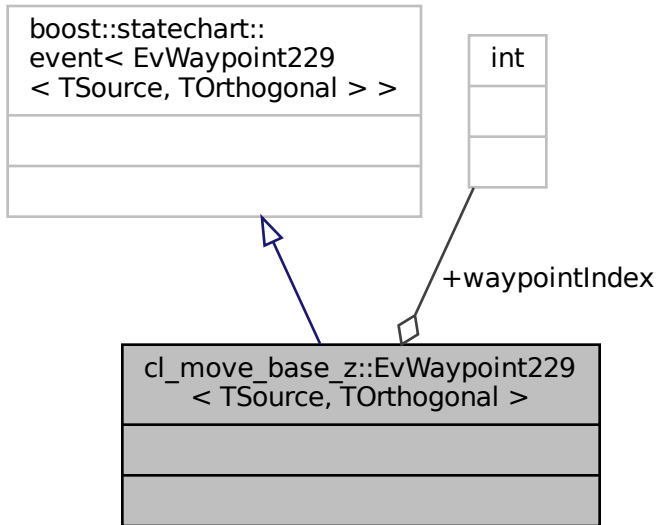 boost::statechart::
event< EvWaypoint229
< TSource, TOrthogonal > >
int
+waypointIndex
cl_move_base_z::EvWaypoint229
< TSource, TOrthogonal >